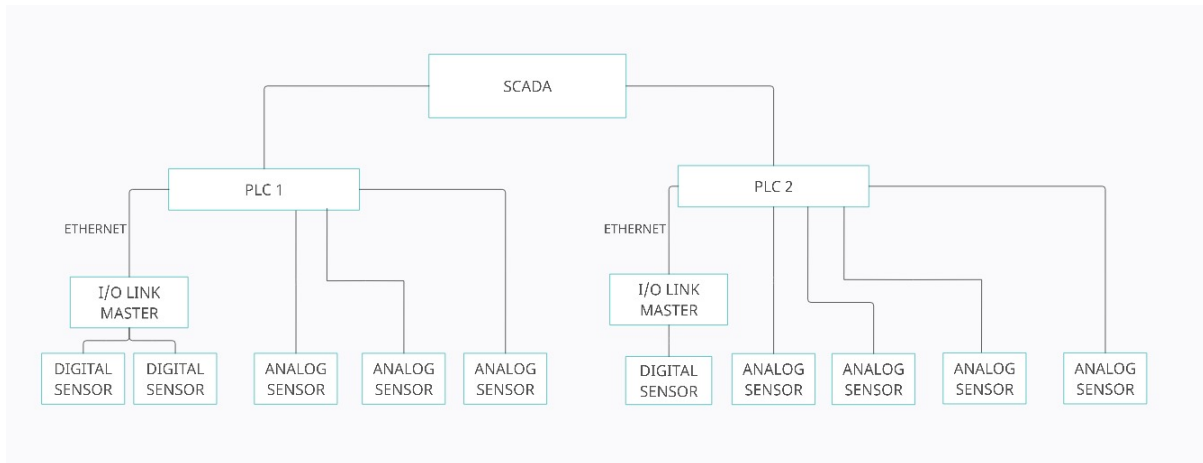 SCADA
PLC 1
PLC 2
ETHERNET
ETHERNET
I/O LINK
MASTER
I/O LINK
MASTER
DIGITAL
SENSOR
DIGITAL
SENSOR
ANALOG
SENSOR
ANALOG
SENSOR
ANALOG
SENSOR
DIGITAL
SENSOR
ANALOG
SENSOR
ANALOG
SENSOR
ANALOG
SENSOR
ANALOG
SENSOR